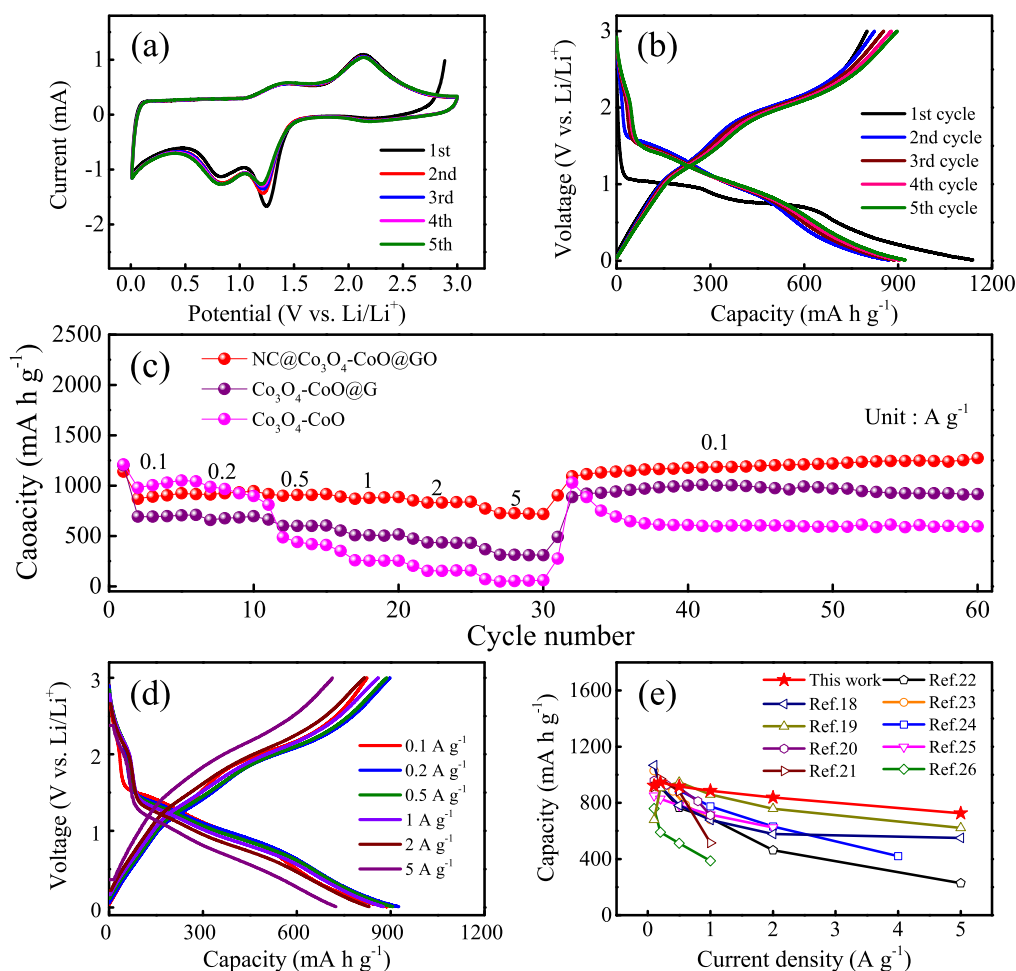 (a)
Current (mA)
1
0
-1
-2
1st
2nd
3rd
4th
5th
0.0 0.5 1.0 1.5 2.0 2.5 3.0
Potential (V vs. Li/Li⁺)
(b)
Volatage (V vs. Li/Li⁺)
3
2
1
0
1st cycle
2nd cycle
3rd cycle
4th cycle
5th cycle
0 300 600 900 1200
Capacity (mA h g⁻¹)
(c)
Caoacity (mA h g⁻¹)
2500
2000
1500
1000
500
0
NC@Co₃O₄-CoO@GO
Co₃O₄-CoO@G
Co₃O₄-CoO
Unit : A g⁻¹
0.1 0.2 0.5 1 2 5 0.1
0 10 20 30 40 50 60
Cycle number
(d)
Voltage (V vs. Li/Li⁺)
3
2
1
0
0.1 A g⁻¹
0.2 A g⁻¹
0.5 A g⁻¹
1 A g⁻¹
2 A g⁻¹
5 A g⁻¹
0 300 600 900 1200
Capacity (mA h g⁻¹)
(e)
Capacity (mA h g⁻¹)
1600
1200
800
400
0
This work
Ref.18
Ref.19
Ref.20
Ref.21
Ref.22
Ref.23
Ref.24
Ref.25
Ref.26
0 1 2 3 4 5
Current density (A g⁻¹)